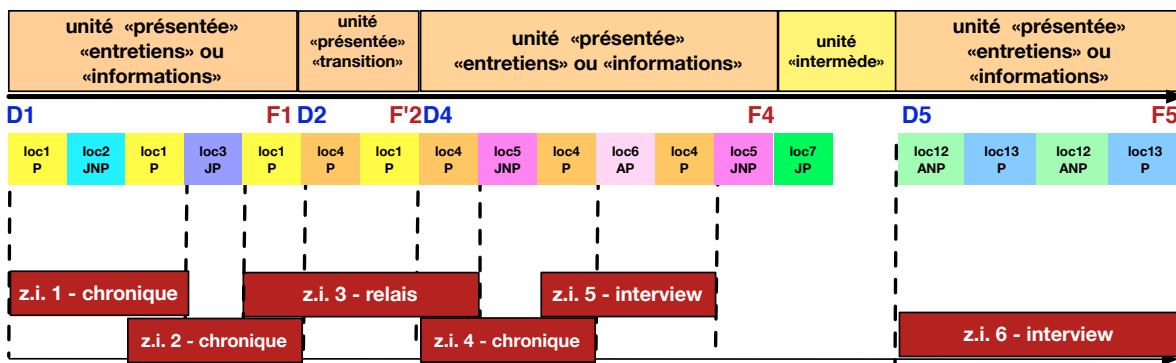 unité «présentée»
«entretiens» ou
«informations»
unité
«présentée»
«transition»
unité «présentée»
«entretiens» ou «informations»
unité
«intermède»
unité «présentée»
«entretiens» ou
«informations»
D1 F1 D2 F'2 D4 F4 D5 F5
loc1 loc2 loc1 loc3 loc1 loc4 loc1 loc4 loc5 loc4 loc6 loc4 loc5 loc7 loc12 loc13 loc12 loc13
P JNP P JP P P P P JNP P AP P JNP JP ANP P ANP P
z.i. 1 - chronique z.i. 3 - relais z.i. 5 - interview
z.i. 2 - chronique z.i. 4 - chronique z.i. 6 - interview